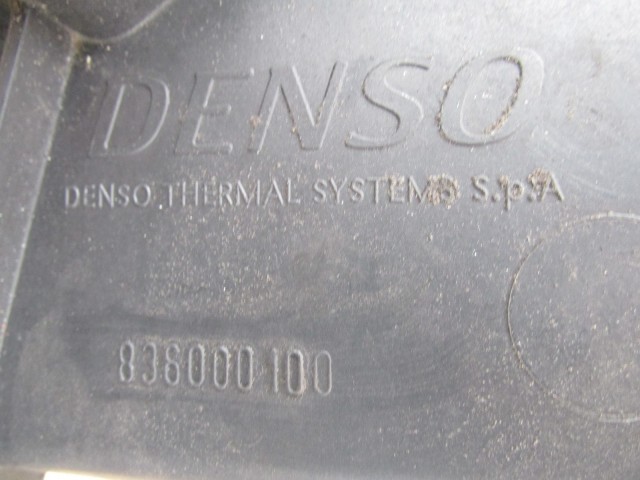 DENSO
DENSO THERMAL SYSTEMS S.p.A
836000100